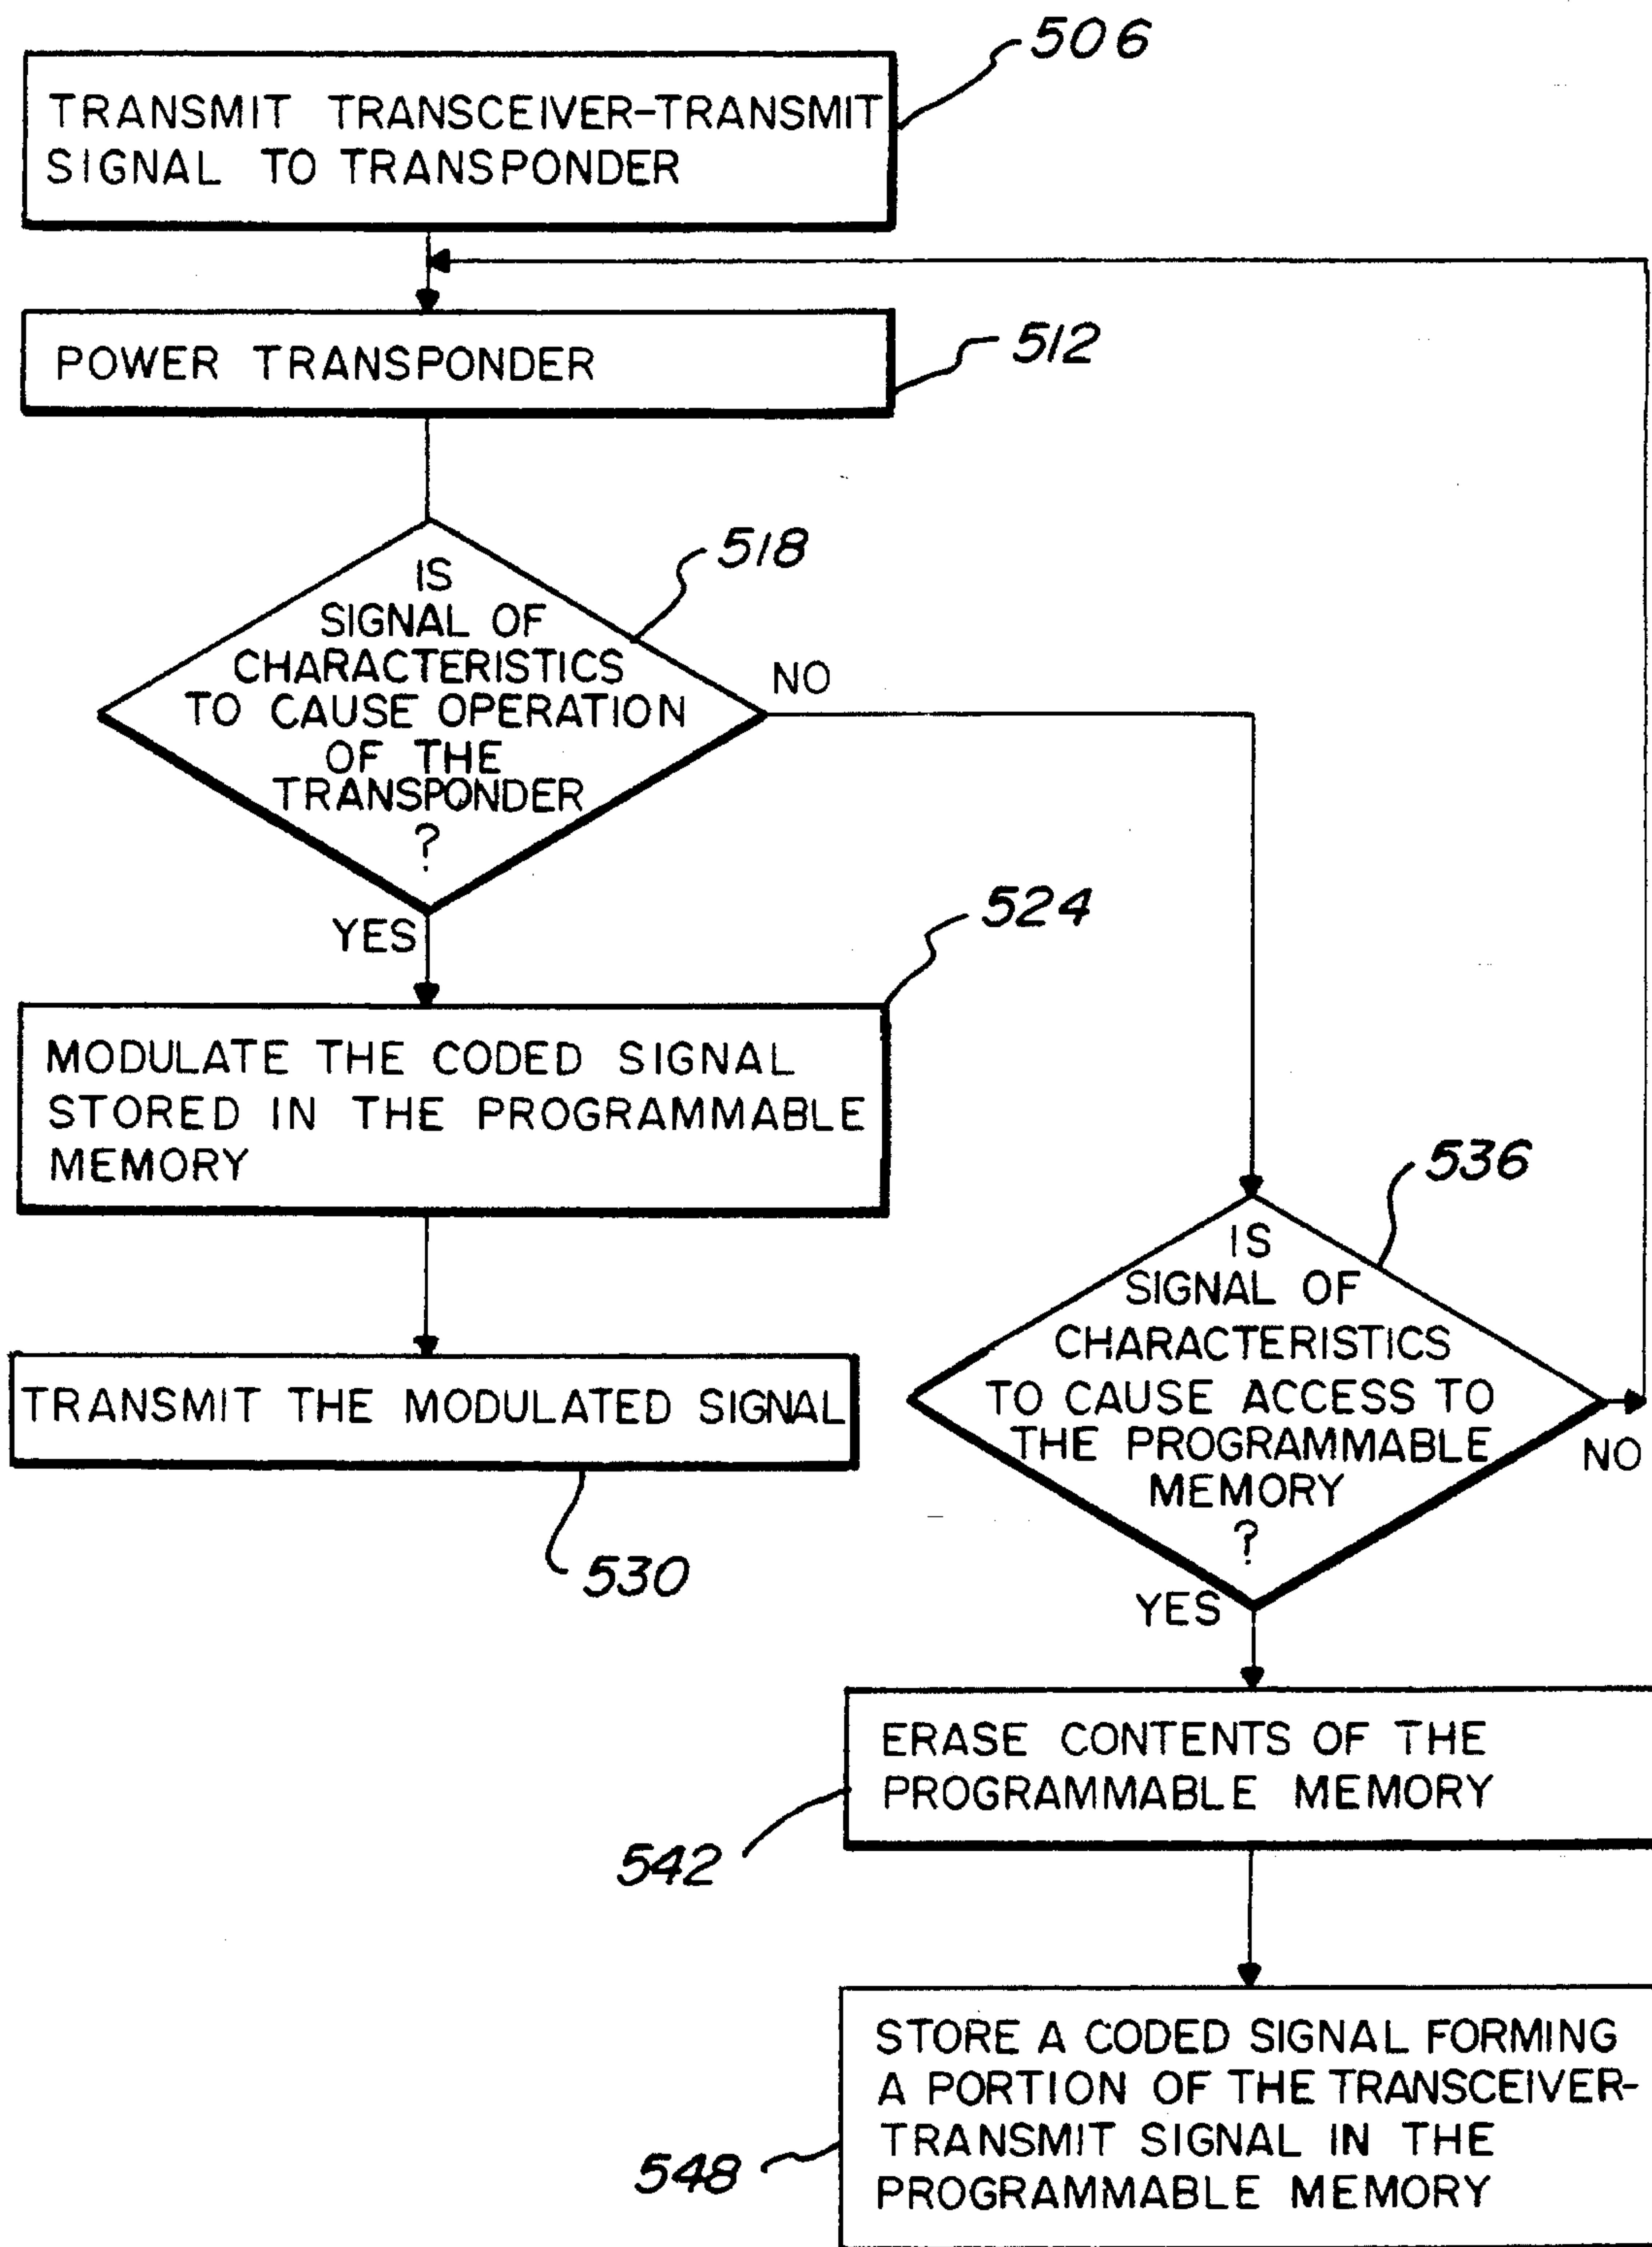 506
TRANSMIT TRANSCEIVER-TRANSMIT
SIGNAL TO TRANSPONDER
512
POWER TRANSPONDER
518
IS
SIGNAL OF
CHARACTERISTICS
TO CAUSE OPERATION
OF THE
TRANSPONDER
?
NO
YES
524
MODULATE THE CODED SIGNAL
STORED IN THE PROGRAMMABLE
MEMORY
TRANSMIT THE MODULATED SIGNAL
530
536
IS
SIGNAL OF
CHARACTERISTICS
TO CAUSE ACCESS TO
THE PROGRAMMABLE
MEMORY
?
NO
YES
ERASE CONTENTS OF THE
PROGRAMMABLE MEMORY
542
STORE A CODED SIGNAL FORMING
A PORTION OF THE TRANSCEIVER-
TRANSMIT SIGNAL IN THE
PROGRAMMABLE MEMORY
548